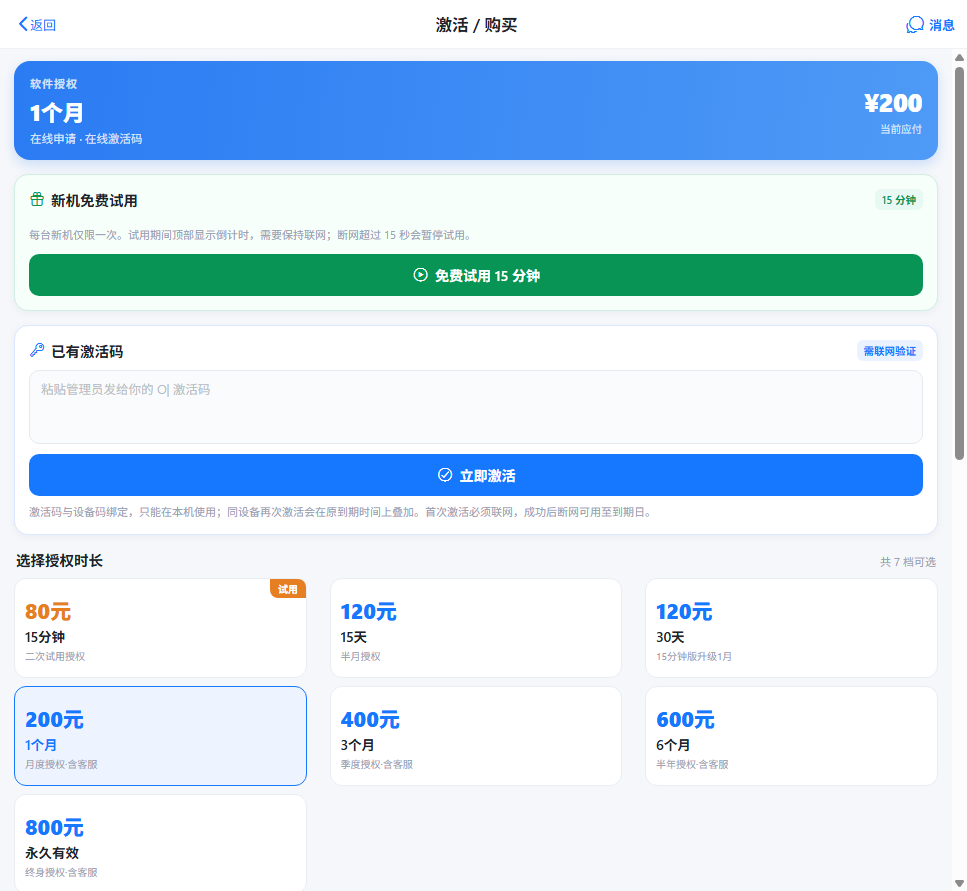 返回
激活 / 购买
消息
软件授权
1个月
在线申请 · 在线激活码
¥200
当前应付
新机免费试用
15 分钟
每台新机仅限一次。试用期间顶部显示倒计时，需要保持联网；断网超过 15 秒会暂停试用。
免费试用 15 分钟
已有激活码
需联网验证
粘贴管理员发给你的 O| 激活码
立即激活
激活码与设备码绑定，只能在本机使用；同设备再次激活会在原到期时间上叠加。首次激活必须联网，成功后断网可用至到期日。
选择授权时长
共 7 档可选
试用
80元
15分钟
二次试用授权
120元
15天
半月授权
120元
30天
15分钟版升级1月
200元
1个月
月度授权·含客服
400元
3个月
季度授权·含客服
600元
6个月
半年授权·含客服
800元
永久有效
终身授权·含客服